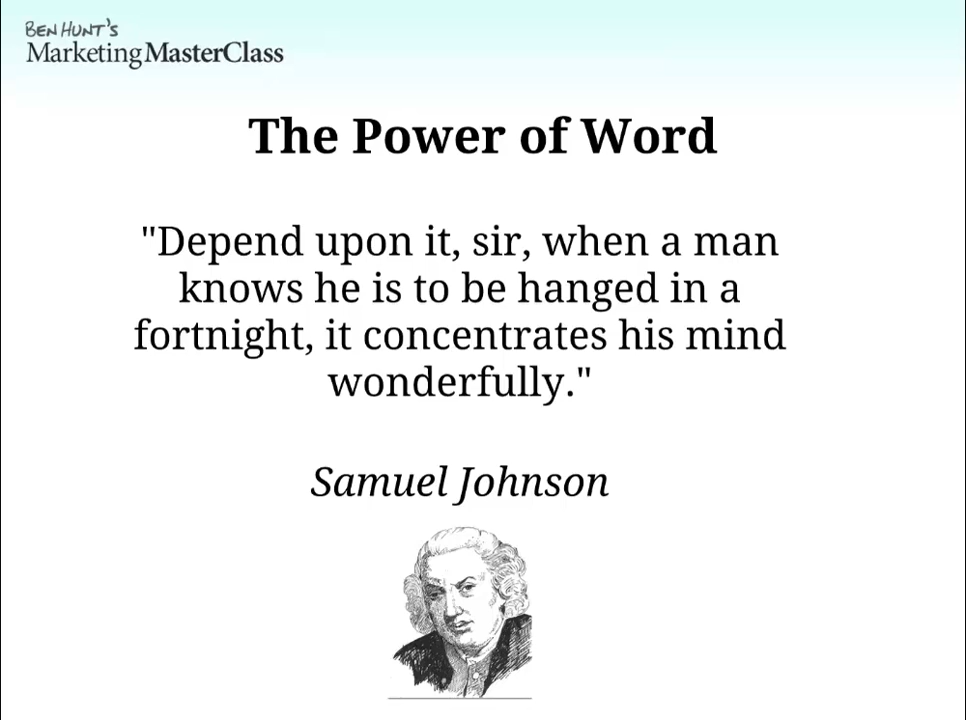 BEN HUNT'S
Marketing MasterClass
The Power of Word
"Depend upon it, sir, when a man
knows he is to be hanged in a
fortnight, it concentrates his mind
wonderfully."
Samuel Johnson